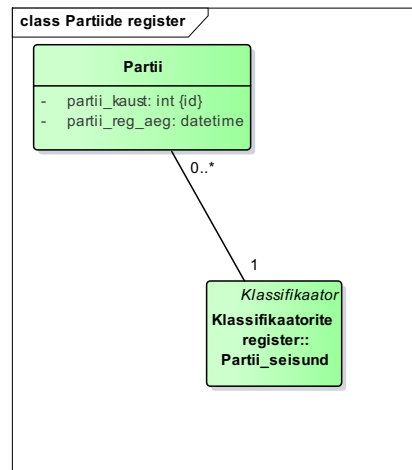 class Partiide register
Partii
- partii_kaust: int {id}
- partii_reg_aeg: datetime
0..*
1
Klassifikaator
Klassifikaatorite
register::
Partii_seisund